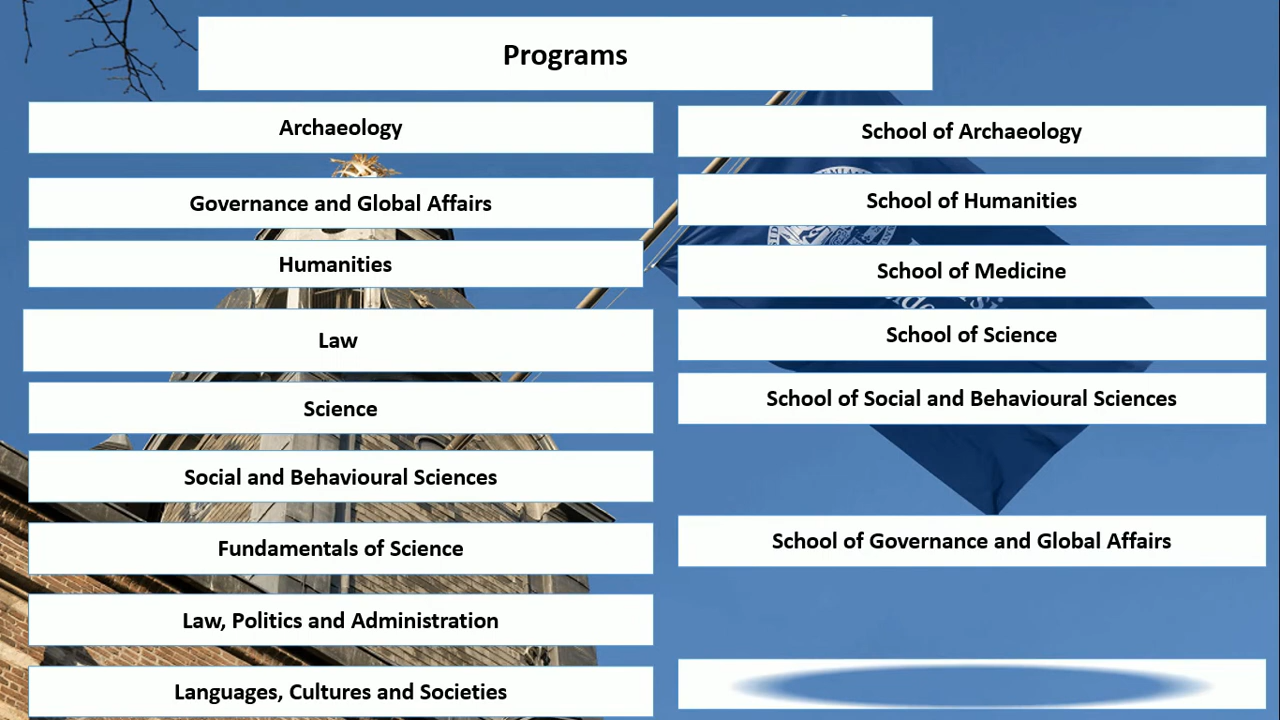 Programs
Archaeology
Governance and Global Affairs
Humanities
Law
Science
Social and Behavioural Sciences
Fundamentals of Science
Law, Politics and Administration
Languages, Cultures and Societies
School of Archaeology
School of Humanities
School of Medicine
School of Science
School of Social and Behavioural Sciences
School of Governance and Global Affairs